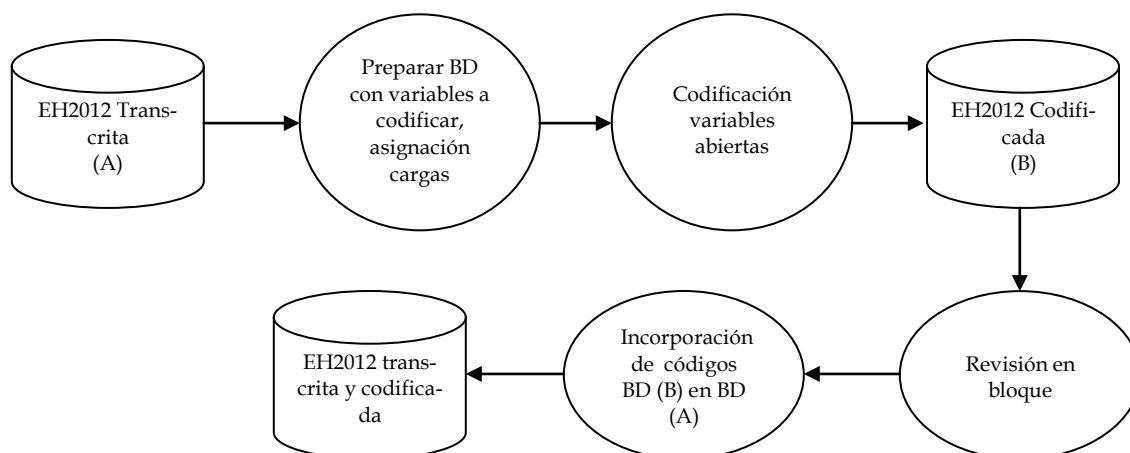 EH2012 Trans-
crita
(A)
Preparar BD
con variables a
codificar,
asignación
cargas
Codificación
variables
abiertas
EH2012 Codifi-
cada
(B)
EH2012 trans-
crita y codifica-
da
Incorporación
de códigos
BD (B) en BD
(A)
Revisión en
bloque